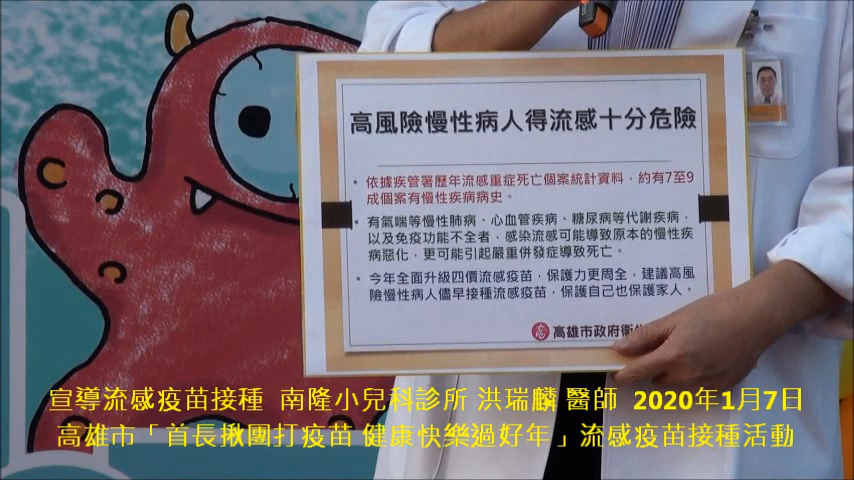 高風險慢性病人得流感十分危險
• 依據疾管署歷年流感重症死亡個案統計資料，約有7至9
成個案有慢性疾病病史。
• 有氣喘等慢性肺病、心血管疾病、糖尿病等代謝疾病，
以及免疫功能不全者，感染流感可能導致原本的慢性疾
病惡化，更可能引起嚴重併發症導致死亡。
• 今年全面升級四價流感疫苗，保護力更周全，建議高風
險慢性病人儘早接種流感疫苗，保護自己也保護家人。
高雄市政府衛
宣導流感疫苗接種 南隆小兒科診所 洪瑞麟 醫師 2020年1月7日
高雄市「首長揪團打疫苗 健康快樂過好年」流感疫苗接種活動